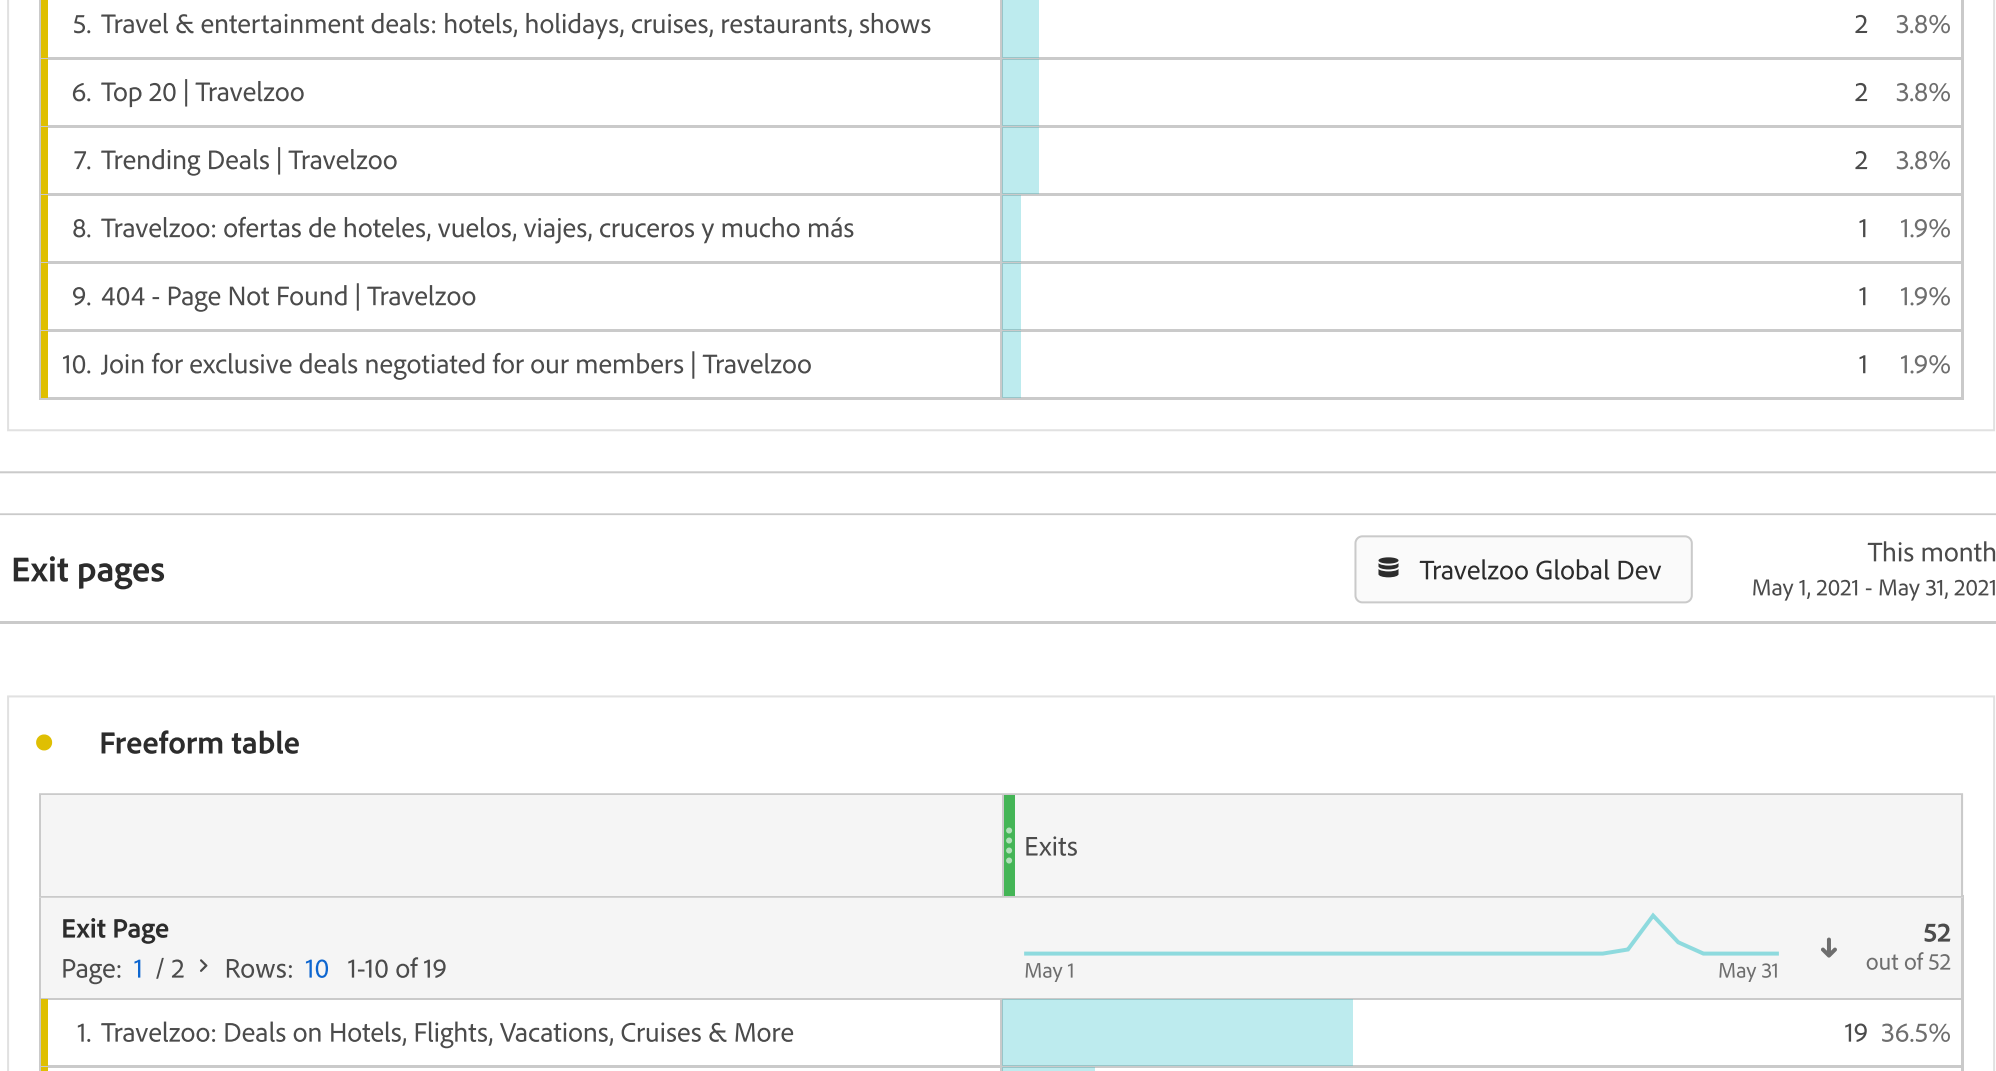 5. Travel & entertainment deals: hotels, holidays, cruises, restaurants, shows 2 3.8%
6. Top 20 | Travelzoo 2 3.8%
7. Trending Deals | Travelzoo 2 3.8%
8. Travelzoo: ofertas de hoteles, vuelos, viajes, cruceros y mucho más 1 1.9%
9. 404 - Page Not Found | Travelzoo 1 1.9%
10. Join for exclusive deals negotiated for our members | Travelzoo 1 1.9%
Exit pages
Travelzoo Global Dev
This month
May 1, 2021 - May 31, 2021
Freeform table
Exits
Exit Page
Page: 1 / 2 > Rows: 10 1-10 of 19
May 1
May 31
52
out of 52
1. Travelzoo: Deals on Hotels, Flights, Vacations, Cruises & More 19 36.5%